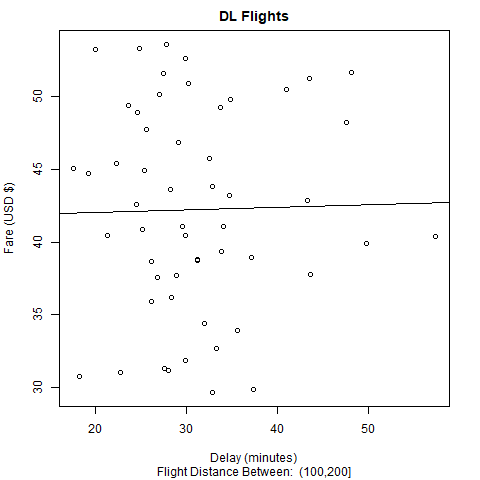 DL Flights
Fare (USD $)
50
45
40
35
30
20
30
40
50
Delay (minutes)
Flight Distance Between:  (100,200]